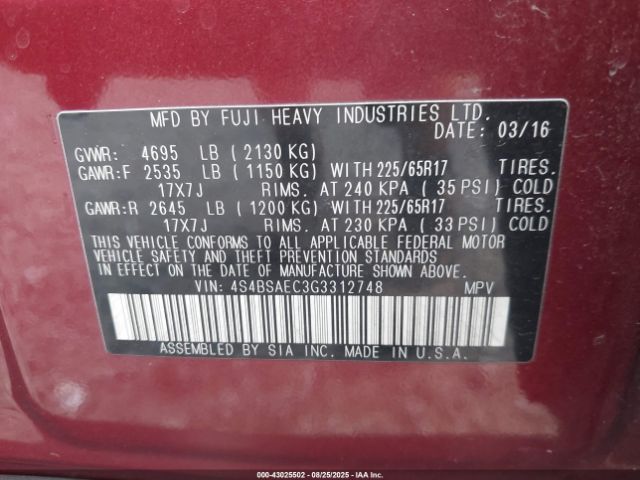 MFD BY FUJI HEAVY INDUSTRIES LTD.
DATE: 03/16
GVWR: 4695 LB ( 2130 KG)
GAWR:F 2535 LB ( 1150 KG) WITH 225/65R17 TIRES.
17X7J RIMS. AT 240 KPA ( 35 PSI) COLD
GAWR:R 2645 LB ( 1200 KG) WITH 225/65R17 TIRES.
17X7J RIMS. AT 230 KPA ( 33 PSI) COLD
THIS VEHICLE CONFORMS TO ALL APPLICABLE FEDERAL MOTOR
VEHICLE SAFETY AND THEFT PREVENTION STANDARDS
IN EFFECT ON THE DATE OF MANUFACTURE SHOWN ABOVE.
VIN: 4S4BSAEC3G3312748 MPV
ASSEMBLED BY SIA INC. MADE IN U.S.A.
000-43025502 - 08/25/2025 - IAA Inc.